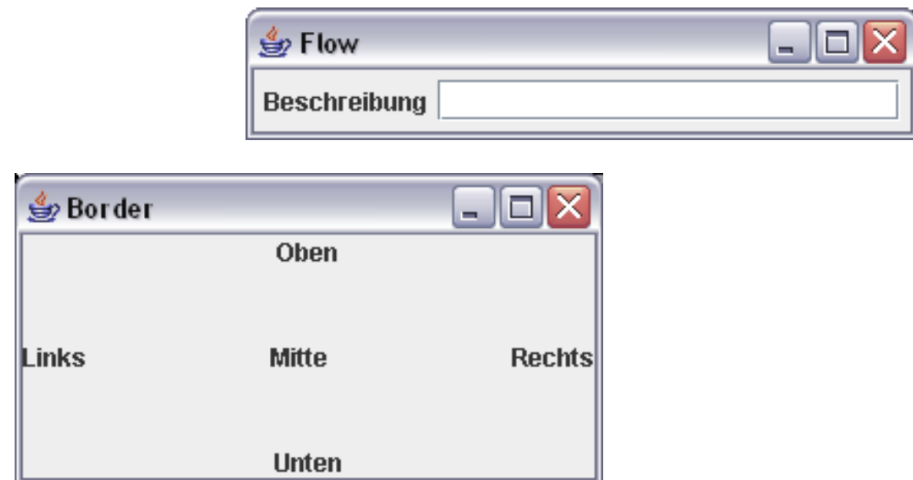 Flow
Beschreibung
Border
Oben
Links Mitte Rechts
Unten